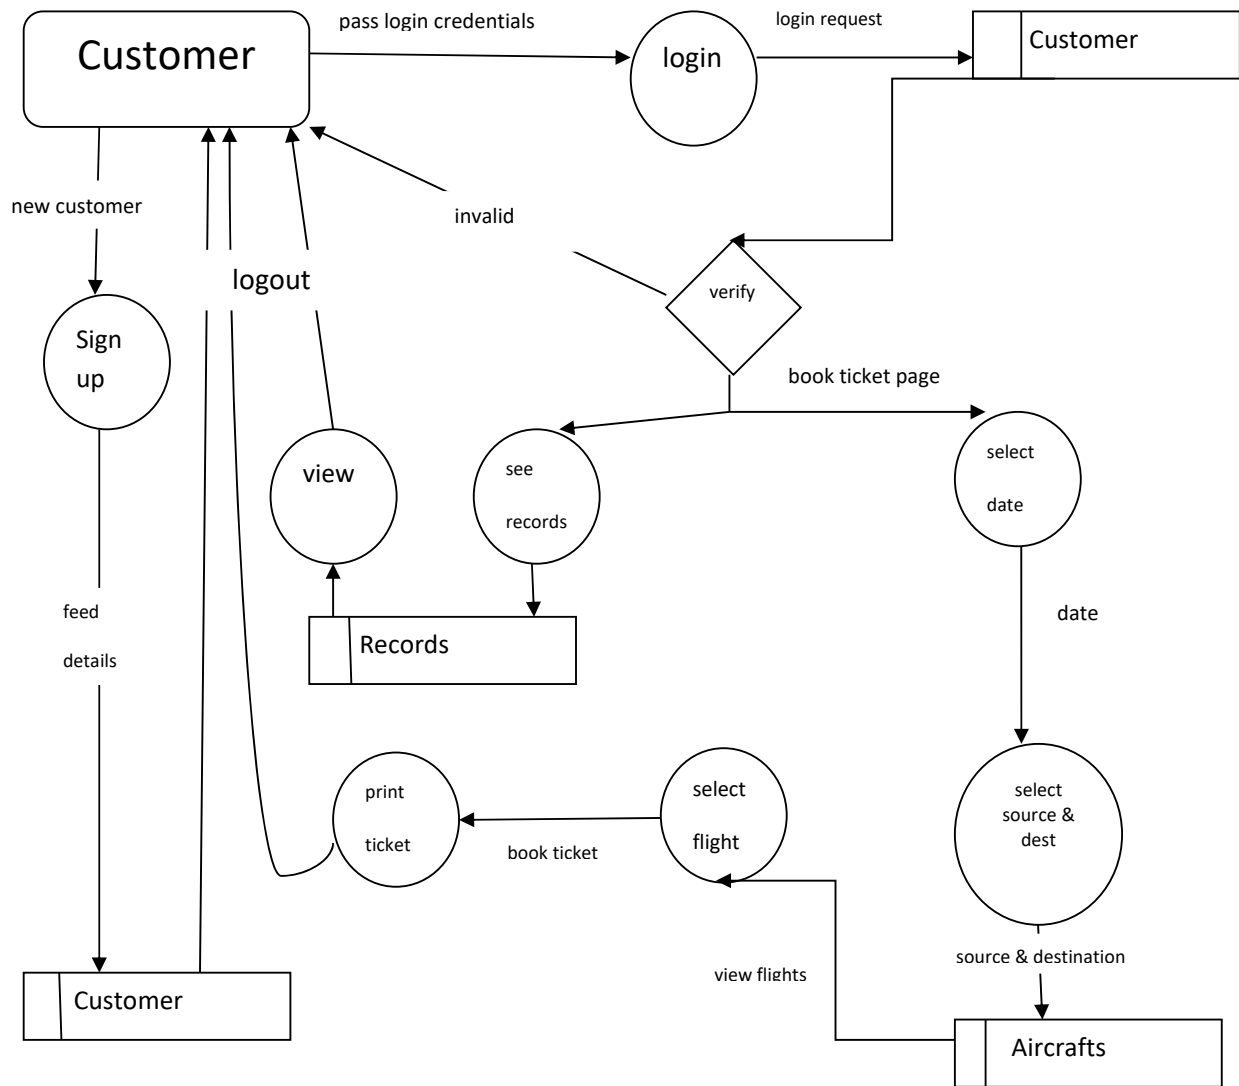 pass login credentials
login request
Customer
login
Customer
new customer
invalid
logout
verify
Sign
up
book ticket page
view
see
records
select
date
feed
details
date
Records
print
ticket
select
flight
select
source &
dest
book ticket
source & destination
view flights
Customer
Aircrafts